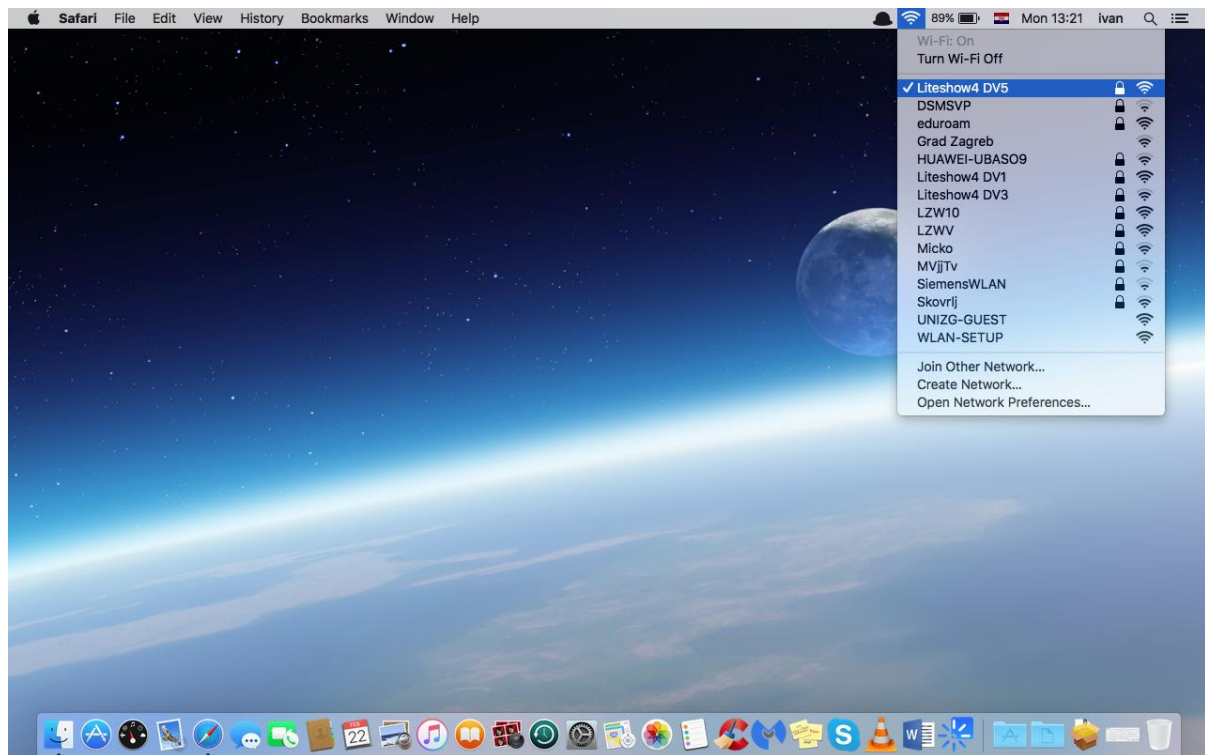 Safari File Edit View History Bookmarks Window Help 89% Mon 13:21 ivan
Wi-Fi: On
Turn Wi-Fi Off
Liteshow4 DV5
DSMSVP
eduroam
Grad Zagreb
HUAWEI-UBASO9
Liteshow4 DV1
Liteshow4 DV3
LZW10
LZWV
Micko
MVjjTv
SiemensWLAN
Skovrlj
UNIZG-GUEST
WLAN-SETUP
Join Other Network...
Create Network...
Open Network Preferences...
FEB
22